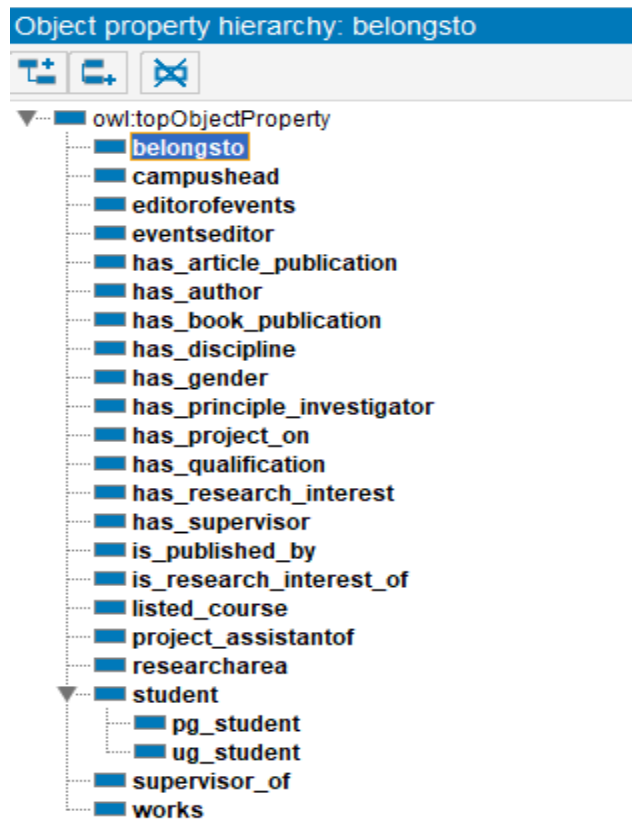 Object property hierarchy: belongsto
owl:topObjectProperty
belongsto
campushead
editorofevents
eventseditor
has_article_publication
has_author
has_book_publication
has_discipline
has_gender
has_principle_investigator
has_project_on
has_qualification
has_research_interest
has_supervisor
is_published_by
is_research_interest_of
listed_course
project_assistantof
researcharea
student
pg_student
ug_student
supervisor_of
works